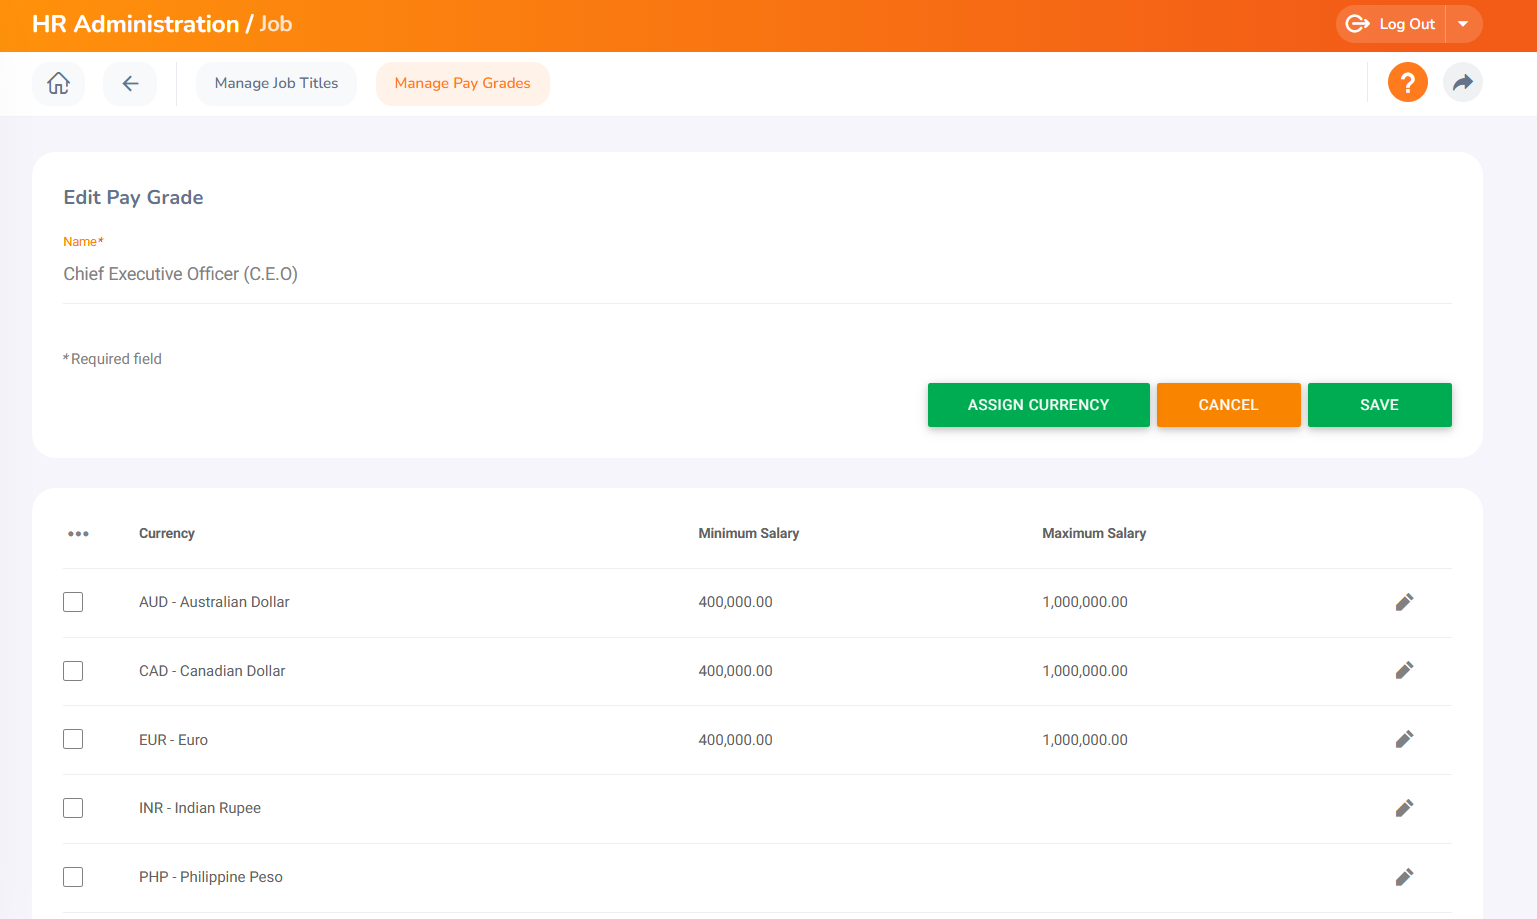 HR Administration / Job
Log Out
Manage Job Titles
Manage Pay Grades
?
Edit Pay Grade
Name*
Chief Executive Officer (C.E.O)
* Required field
ASSIGN CURRENCY
CANCEL
SAVE
Currency Minimum Salary Maximum Salary
AUD - Australian Dollar 400,000.00 1,000,000.00
CAD - Canadian Dollar 400,000.00 1,000,000.00
EUR - Euro 400,000.00 1,000,000.00
INR - Indian Rupee
PHP - Philippine Peso